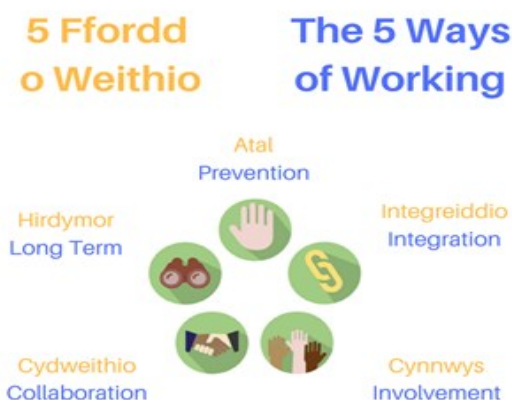 5 Ffordd
o Weithio
The 5 Ways
of Working
Atal
Prevention
Hirdymor
Long Term
Integreiddio
Integration
Cydweithio
Collaboration
Cynnwys
Involvement